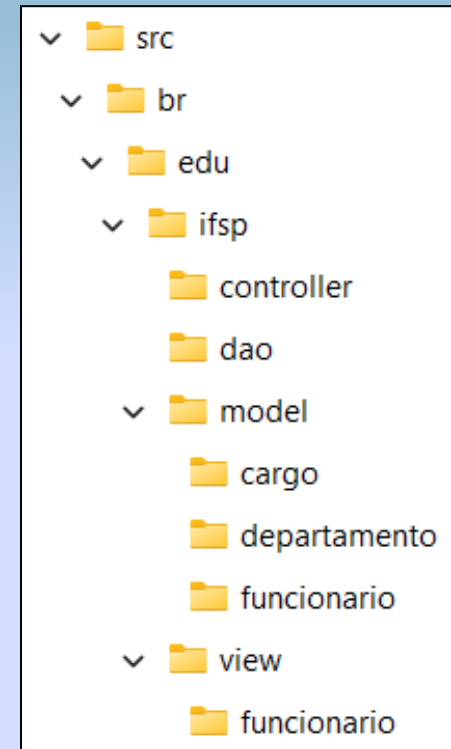 src
br
edu
ifsp
controller
dao
model
cargo
departamento
funcionario
view
funcionario